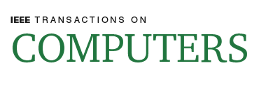 IEEE TRANSACTIONS ON
COMPUTERS